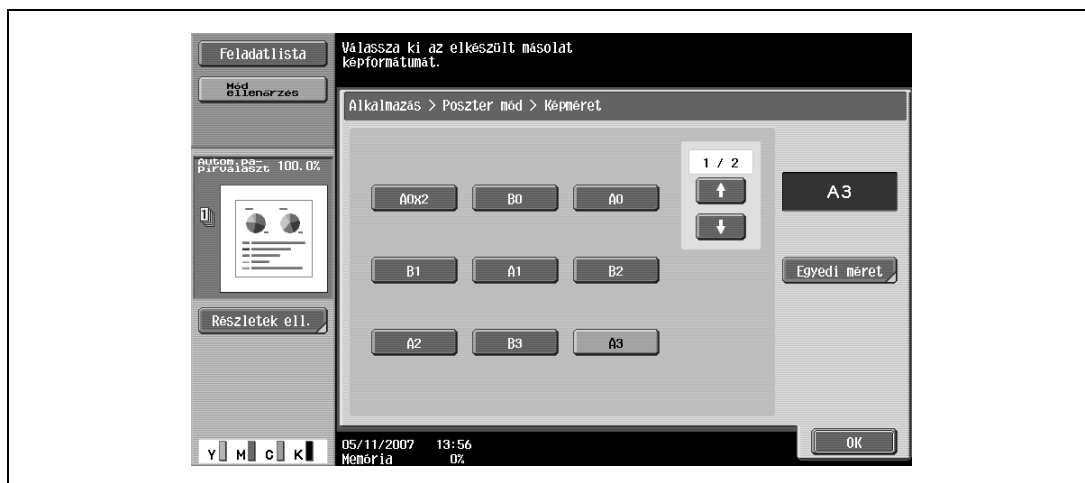 Feladatlista
Mód
ellenőrzés
Autom.pa-
pírválaszt 100.0%
1
Részletek ell.
Y M C K
Válassza ki az elkészült másolat
képformátumát.
Alkalmazás > Poszter mód > Képméret
1 / 2
A0x2 B0 A0
B1 A1 B2
A2 B3 A3
A3
Egyedi méret
05/11/2007 13:56
Memória 0%
OK